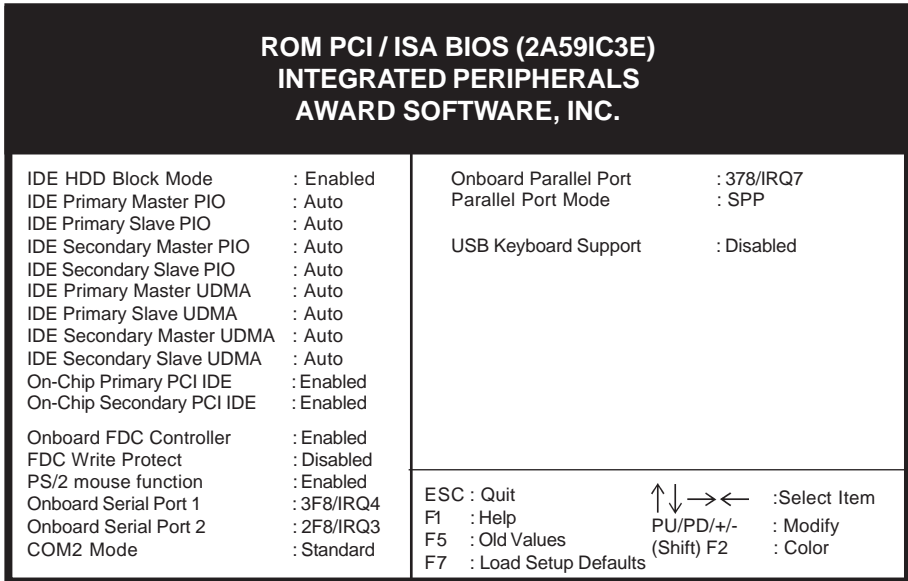 ROM PCI / ISA BIOS (2A59IC3E)
INTEGRATED PERIPHERALS
AWARD SOFTWARE, INC.
IDE HDD Block Mode : Enabled
IDE Primary Master PIO : Auto
IDE Primary Slave PIO : Auto
IDE Secondary Master PIO : Auto
IDE Secondary Slave PIO : Auto
IDE Primary Master UDMA : Auto
IDE Primary Slave UDMA : Auto
IDE Secondary Master UDMA : Auto
IDE Secondary Slave UDMA : Auto
On-Chip Primary PCI IDE : Enabled
On-Chip Secondary PCI IDE : Enabled
Onboard FDC Controller : Enabled
FDC Write Protect : Disabled
PS/2 mouse function : Enabled
Onboard Serial Port 1 : 3F8/IRQ4
Onboard Serial Port 2 : 2F8/IRQ3
COM2 Mode : Standard
Onboard Parallel Port : 378/IRQ7
Parallel Port Mode : SPP
USB Keyboard Support : Disabled
ESC : Quit ↑↓→← :Select Item
F1 : Help PU/PD/+/- : Modify
F5 : Old Values (Shift) F2 : Color
F7 : Load Setup Defaults